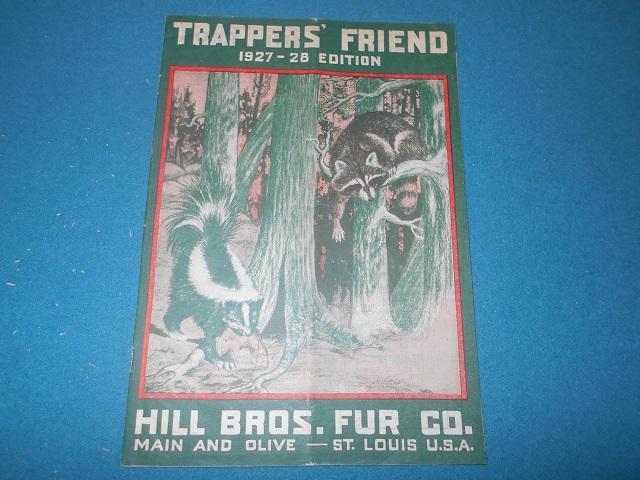 TRAPPERS' FRIEND
1927-28 EDITION
HILL BROS. FUR CO.
MAIN AND OLIVE — ST. LOUIS U.S.A.